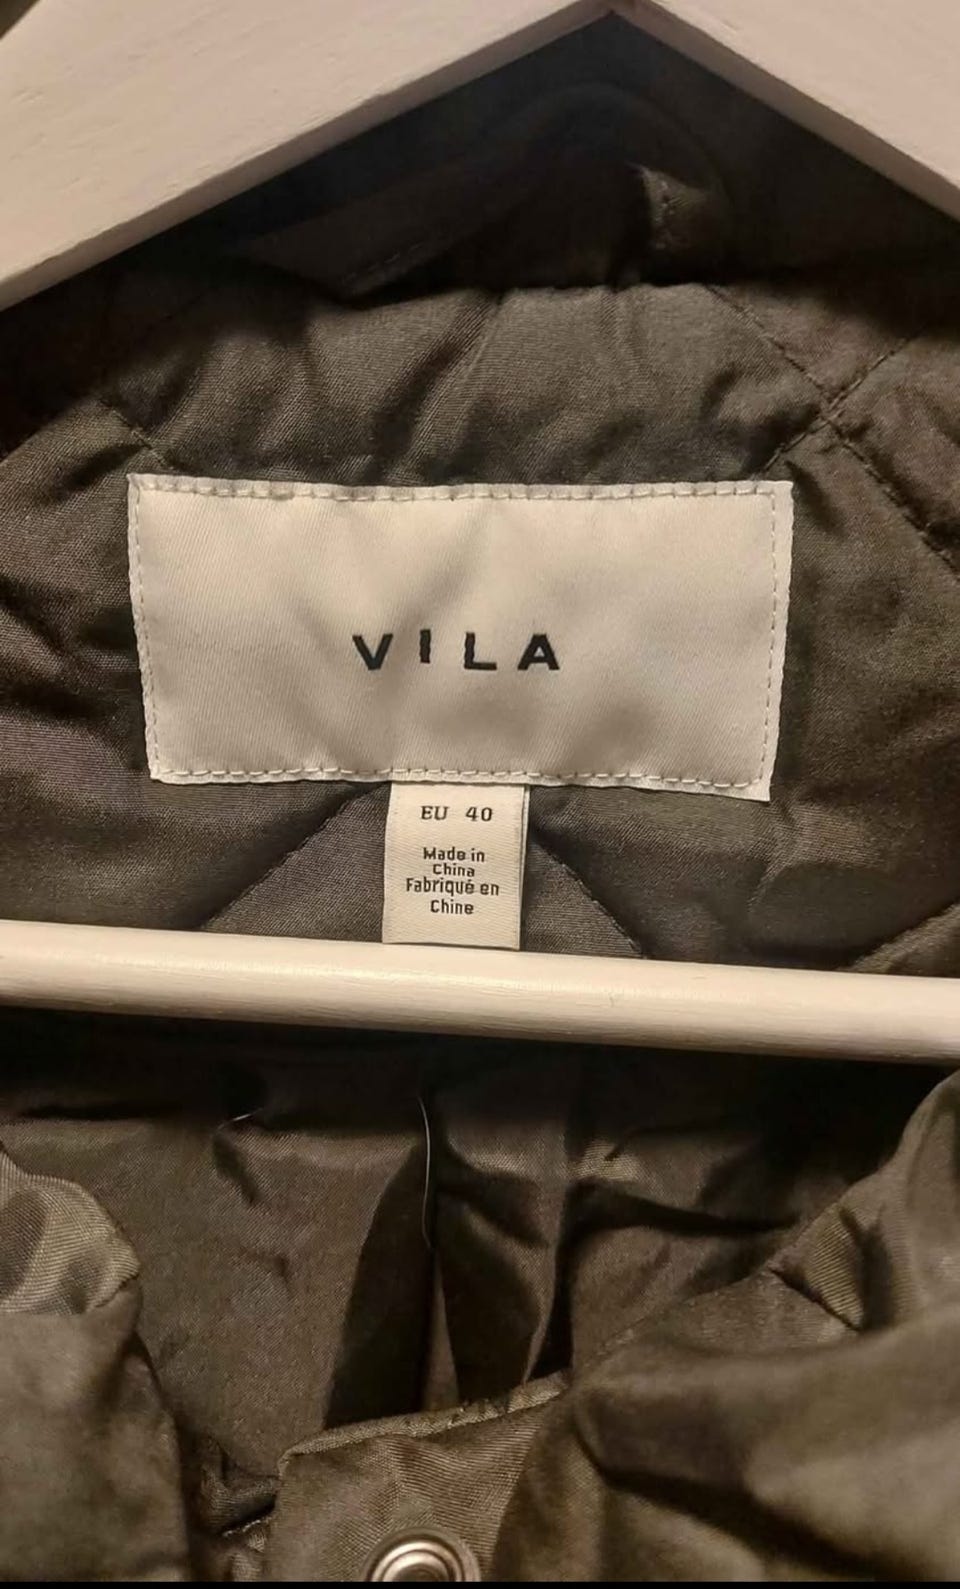 VILA
EU 40
Made in
China
Fabriqué en
Chine